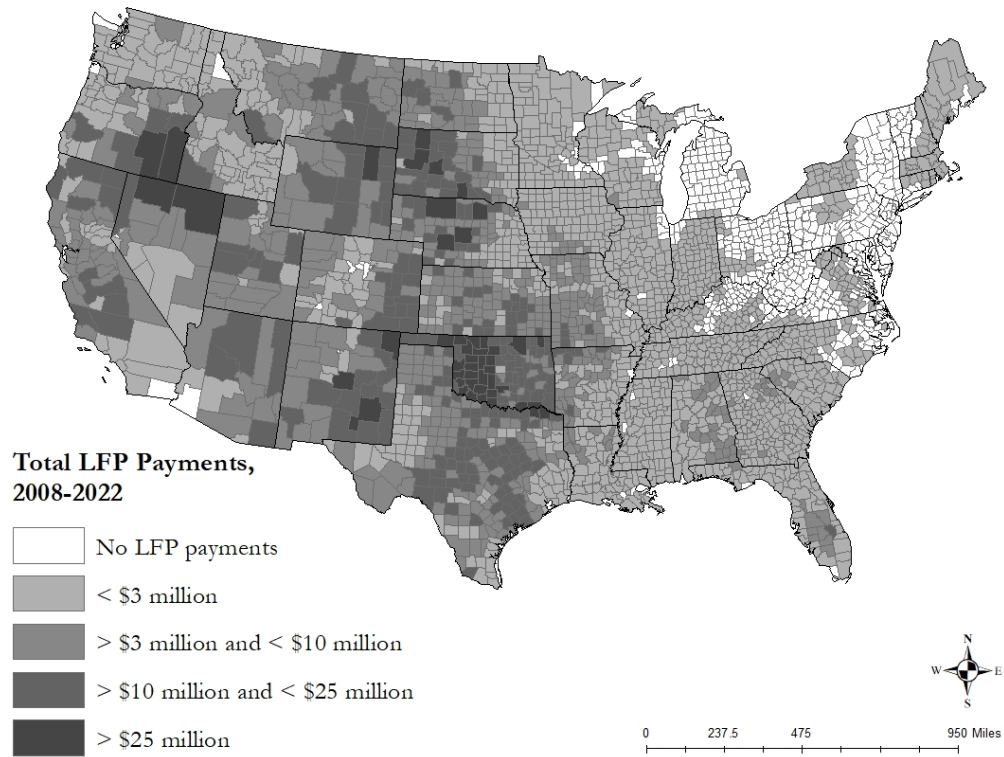 Total LFP Payments,
2008-2022
No LFP payments
< $3 million
> $3 million and < $10 million
> $10 million and < $25 million
> $25 million
N
W E
S
0 237.5 475 950 Miles